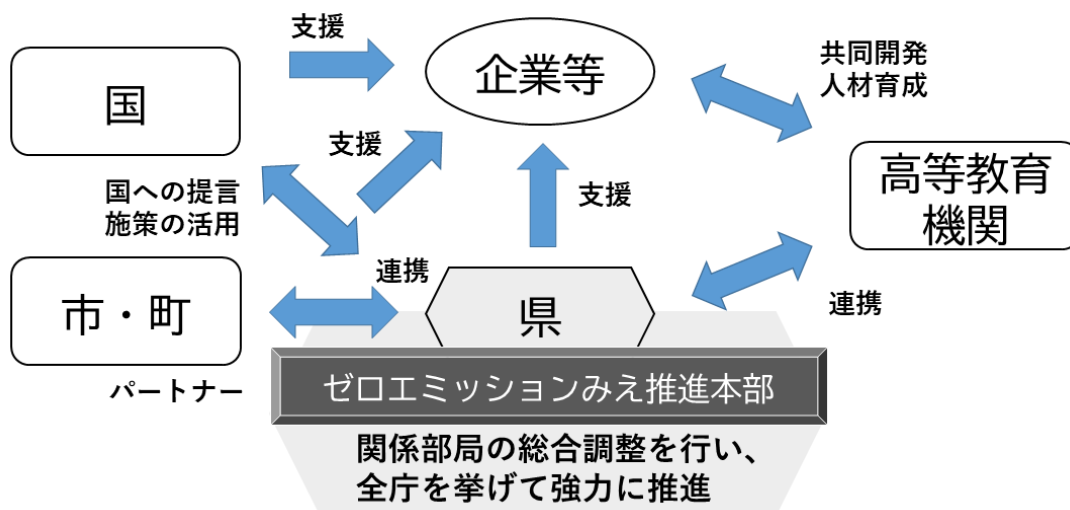 支援
国
企業等
共同開発
人材育成
支援
国への提言
施策の活用
支援
高等教育
機関
連携
市・町
県
連携
パートナー
ゼロエミッションみえ推進本部
関係部局の総合調整を行い、
全庁を挙げて強力に推進